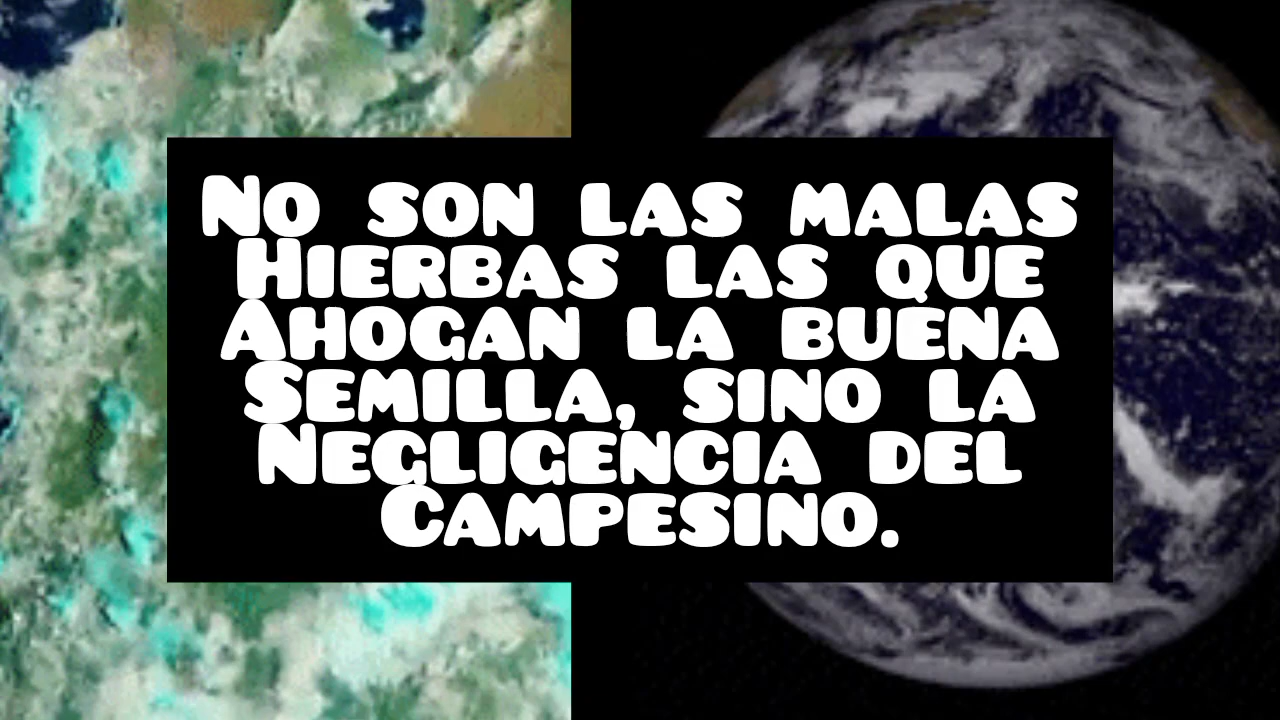 No son las malas
Hierbas las que
Ahogan la buena
Semilla, sino la
Negligencia del
Campesino.